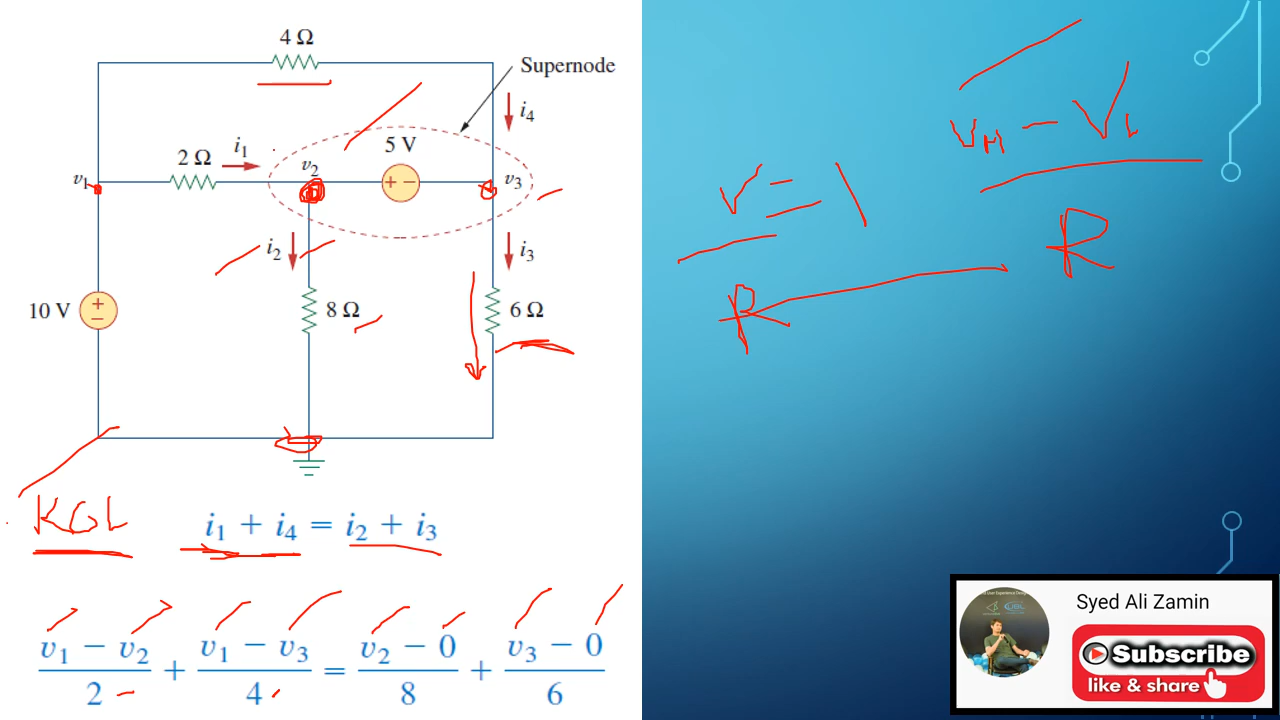 4 Ω
Supernode
i4
5 V
2 Ω
i1
v2
v1
v3
+ −
i2
i3
10 V
+
−
8 Ω
6 Ω
KCL
i1 + i4 = i2 + i3
v1 − v2 / 2 + v1 − v3 / 4 = v2 − 0 / 8 + v3 − 0 / 6
VH − VL
R
V = I
R
Syed Ali Zamin
Subscribe
like & share